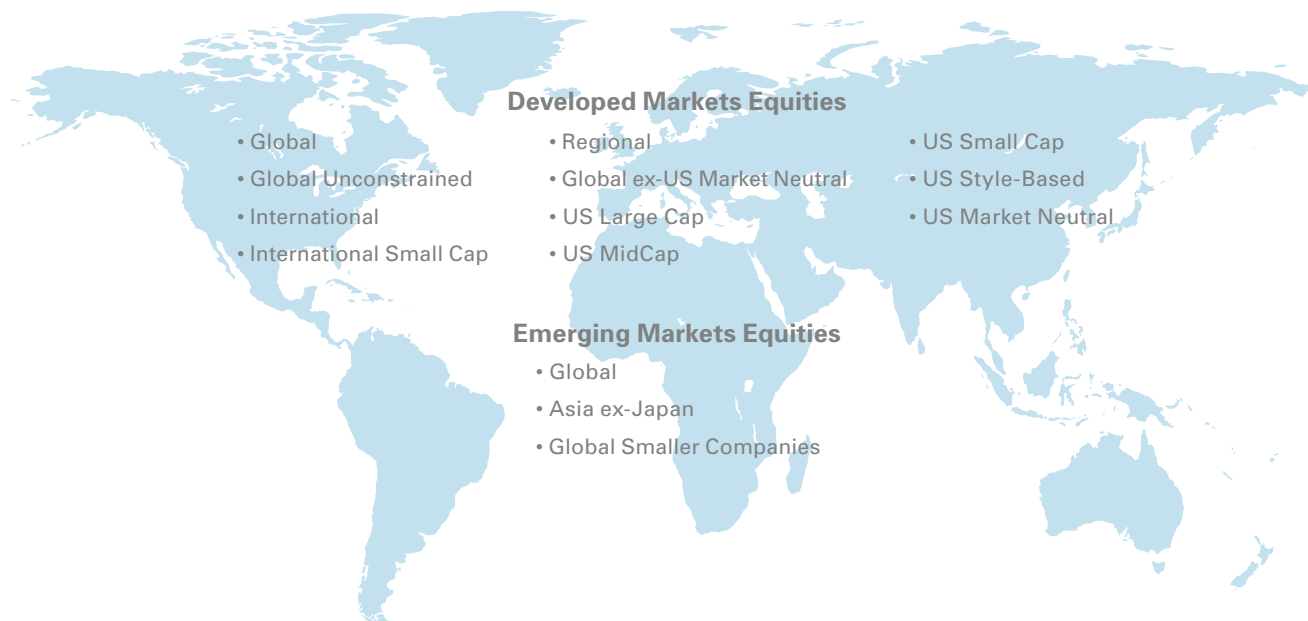 Developed Markets Equities
• Global
• Global Unconstrained
• International
• International Small Cap
• Regional
• Global ex-US Market Neutral
• US Large Cap
• US MidCap
• US Small Cap
• US Style-Based
• US Market Neutral
Emerging Markets Equities
• Global
• Asia ex-Japan
• Global Smaller Companies